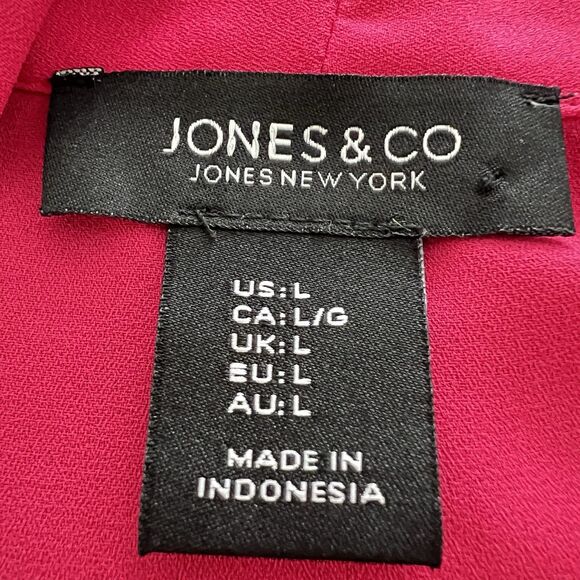 JONES & CO
JONES NEW YORK
US: L
CA: L/G
UK: L
EU: L
AU: L
MADE IN
INDONESIA